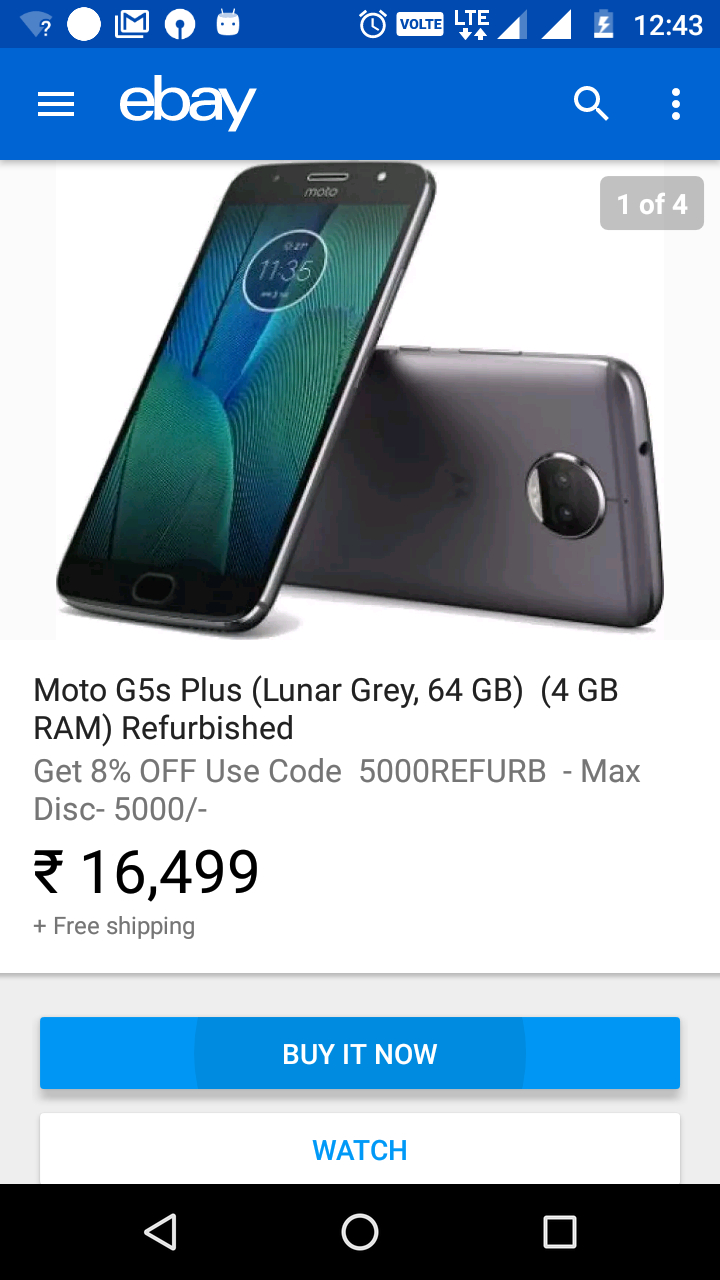 ?
VOLTE
LTE
12:43
ebay
1 of 4
moto
11:35
Moto G5s Plus (Lunar Grey, 64 GB)  (4 GB
RAM) Refurbished
Get 8% OFF Use Code  5000REFURB  - Max
Disc- 5000/-
₹ 16,499
+ Free shipping
BUY IT NOW
WATCH